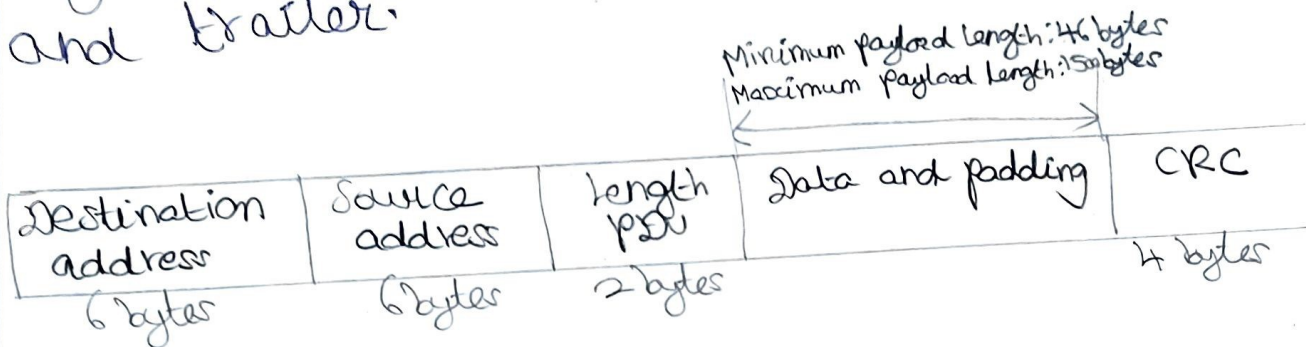 and trailer.
Minimum payload length: 46 bytes
Maximum payload length: 1500 bytes
Destination address
Source address
Length PDU
Data and padding
CRC
6 bytes
6 bytes
2 bytes
4 bytes